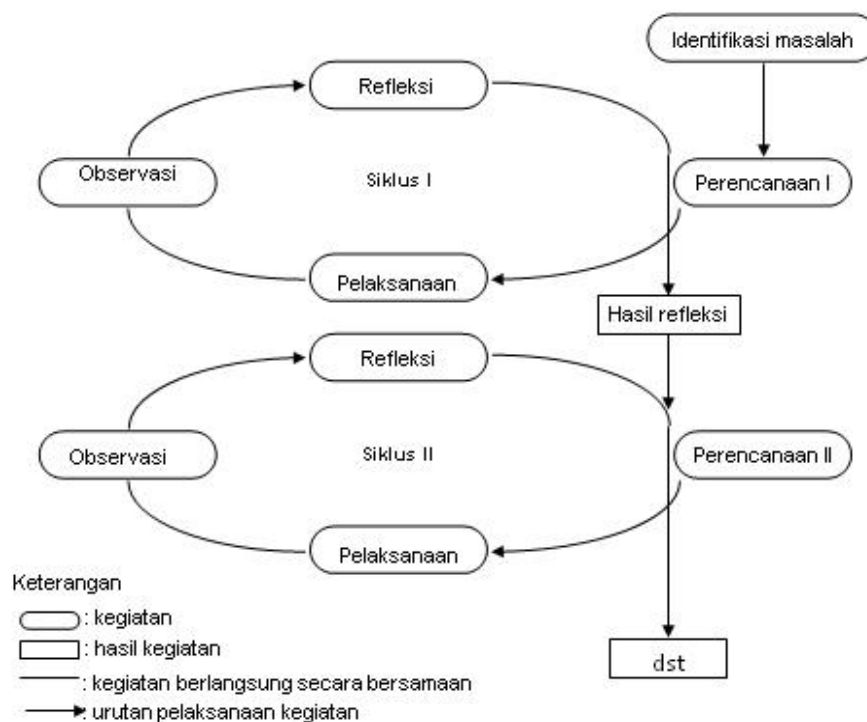 Identifikasi masalah
Refleksi
Observasi
Siklus I
Perencanaan I
Pelaksanaan
Hasil refleksi
Refleksi
Observasi
Siklus II
Perencanaan II
Pelaksanaan
Keterangan
: kegiatan
: hasil kegiatan
: kegiatan berlangsung secara bersamaan
: urutan pelaksanaan kegiatan
dst